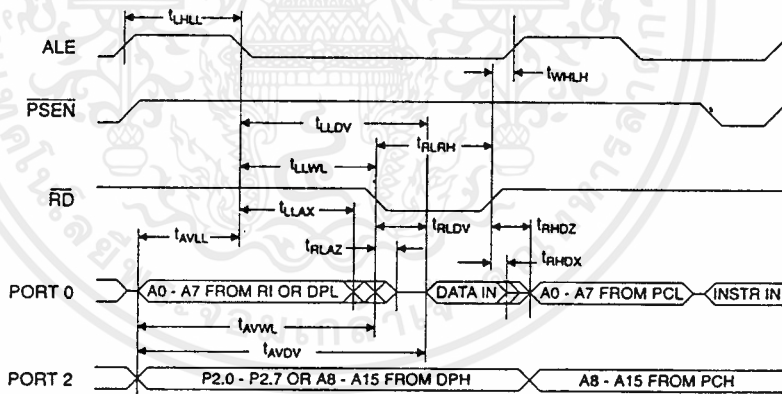 tLHLL
ALE
tWHLH
PSEN
tLLDV
tRLRH
tLLWL
RD
tLLAX
tRLDV
tRHDZ
tAVLL
tRLAZ
tRHDX
PORT 0
A0 - A7 FROM RI OR DPL
DATA IN
A0 - A7 FROM PCL
INSTR IN
tAVWL
tAVDV
PORT 2
P2.0 - P2.7 OR A8 - A15 FROM DPH
A8 - A15 FROM PCH